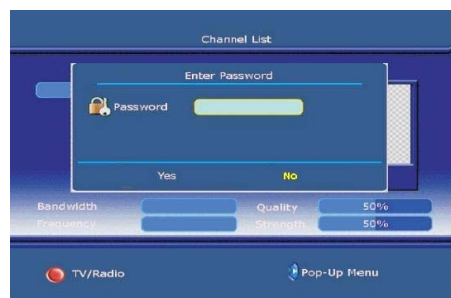 Channel List
Enter Password
Password
Yes No
Bandwidth Quality 50%
Frequency Strength 50%
TV/Radio Pop-Up Menu